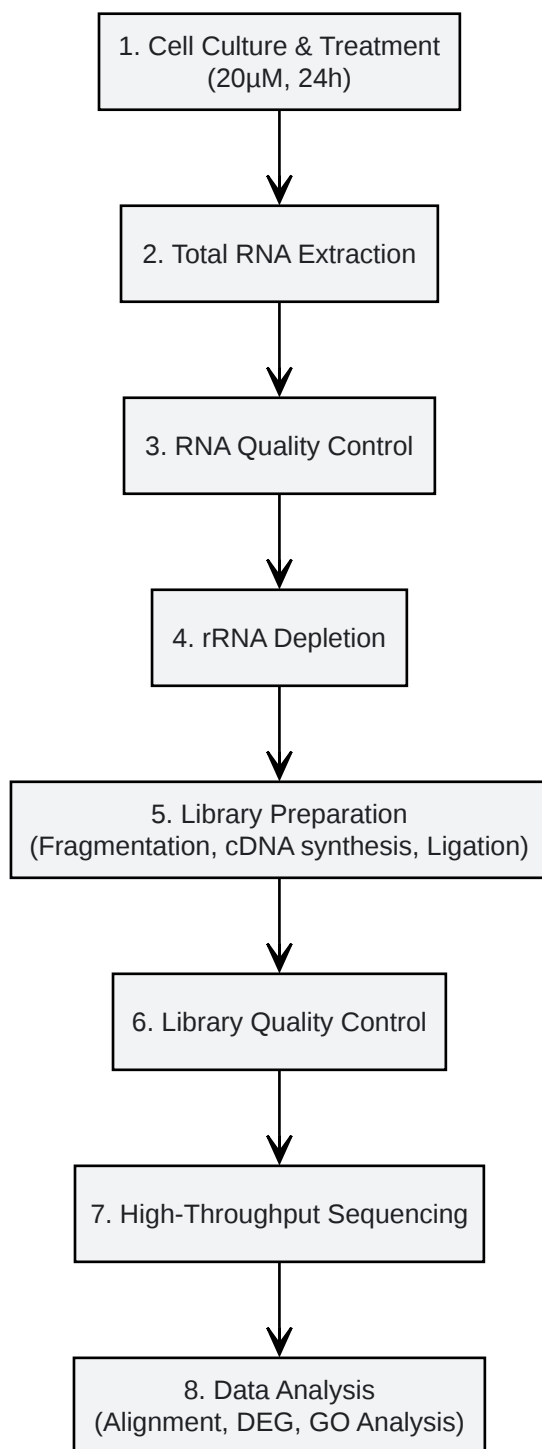 1. Cell Culture & Treatment
(20µM, 24h)
2. Total RNA Extraction
3. RNA Quality Control
4. rRNA Depletion
5. Library Preparation
(Fragmentation, cDNA synthesis, Ligation)
6. Library Quality Control
7. High-Throughput Sequencing
8. Data Analysis
(Alignment, DEG, GO Analysis)